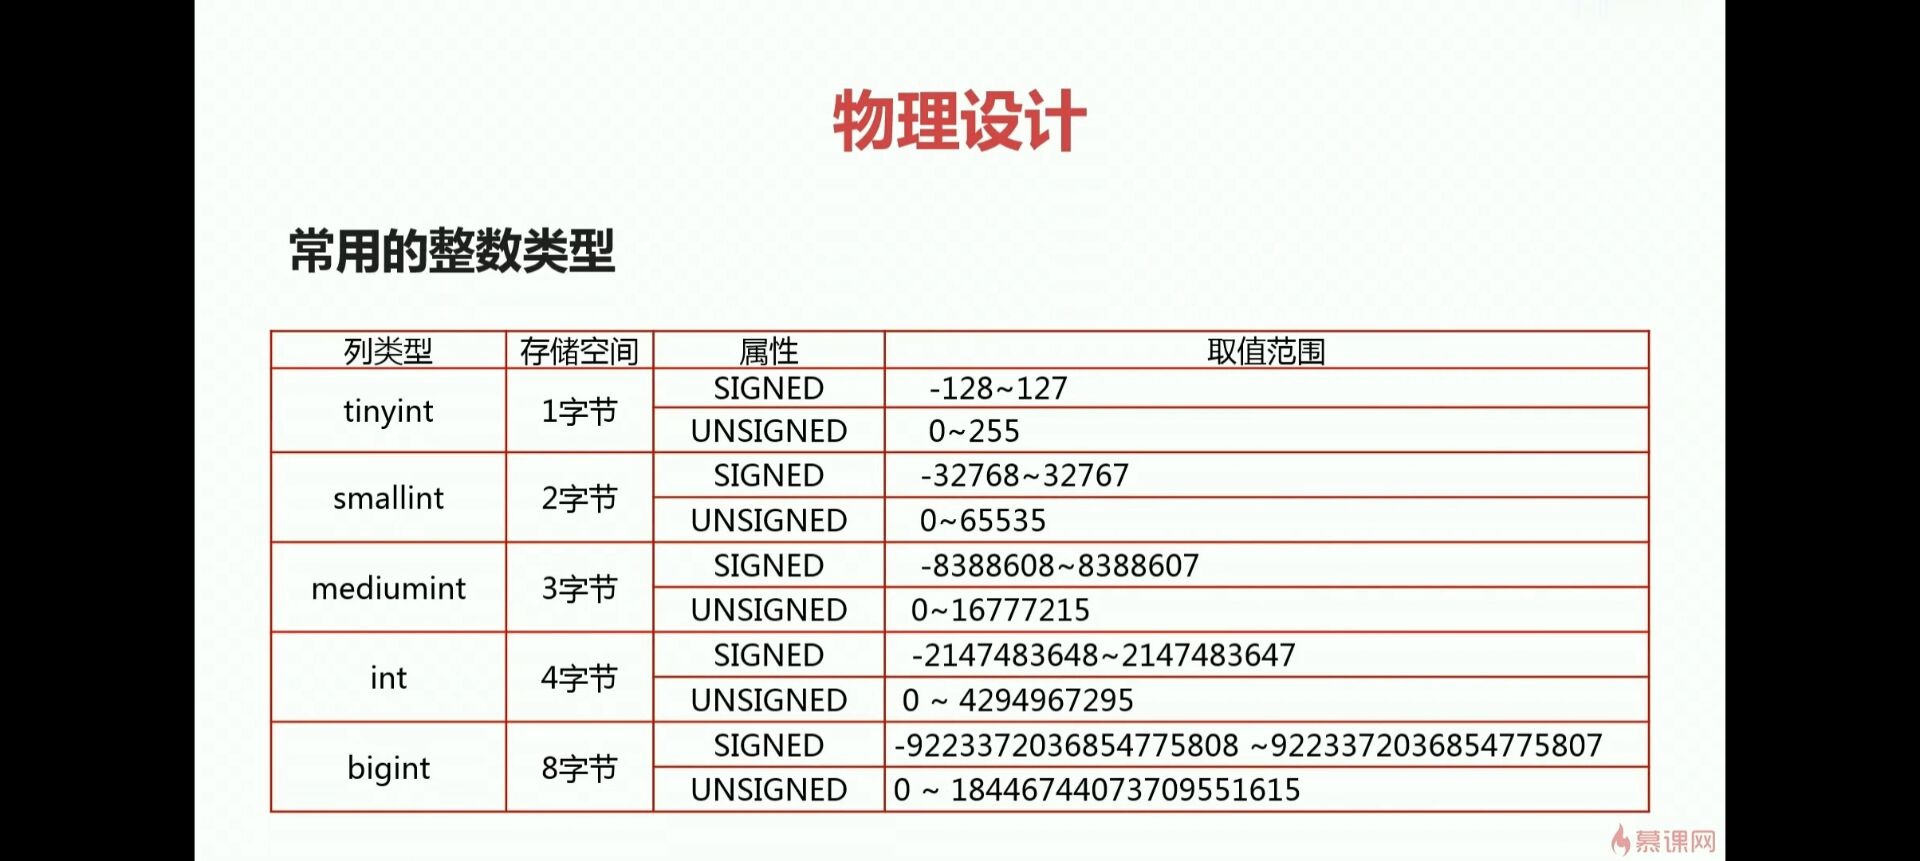 物理设计
常用的整数类型
列类型 存储空间 属性 取值范围
tinyint 1字节 SIGNED -128~127
UNSIGNED 0~255
smallint 2字节 SIGNED -32768~32767
UNSIGNED 0~65535
mediumint 3字节 SIGNED -8388608~8388607
UNSIGNED 0~16777215
int 4字节 SIGNED -2147483648~2147483647
UNSIGNED 0 ~ 4294967295
bigint 8字节 SIGNED -9223372036854775808 ~9223372036854775807
UNSIGNED 0 ~ 18446744073709551615
慕课网